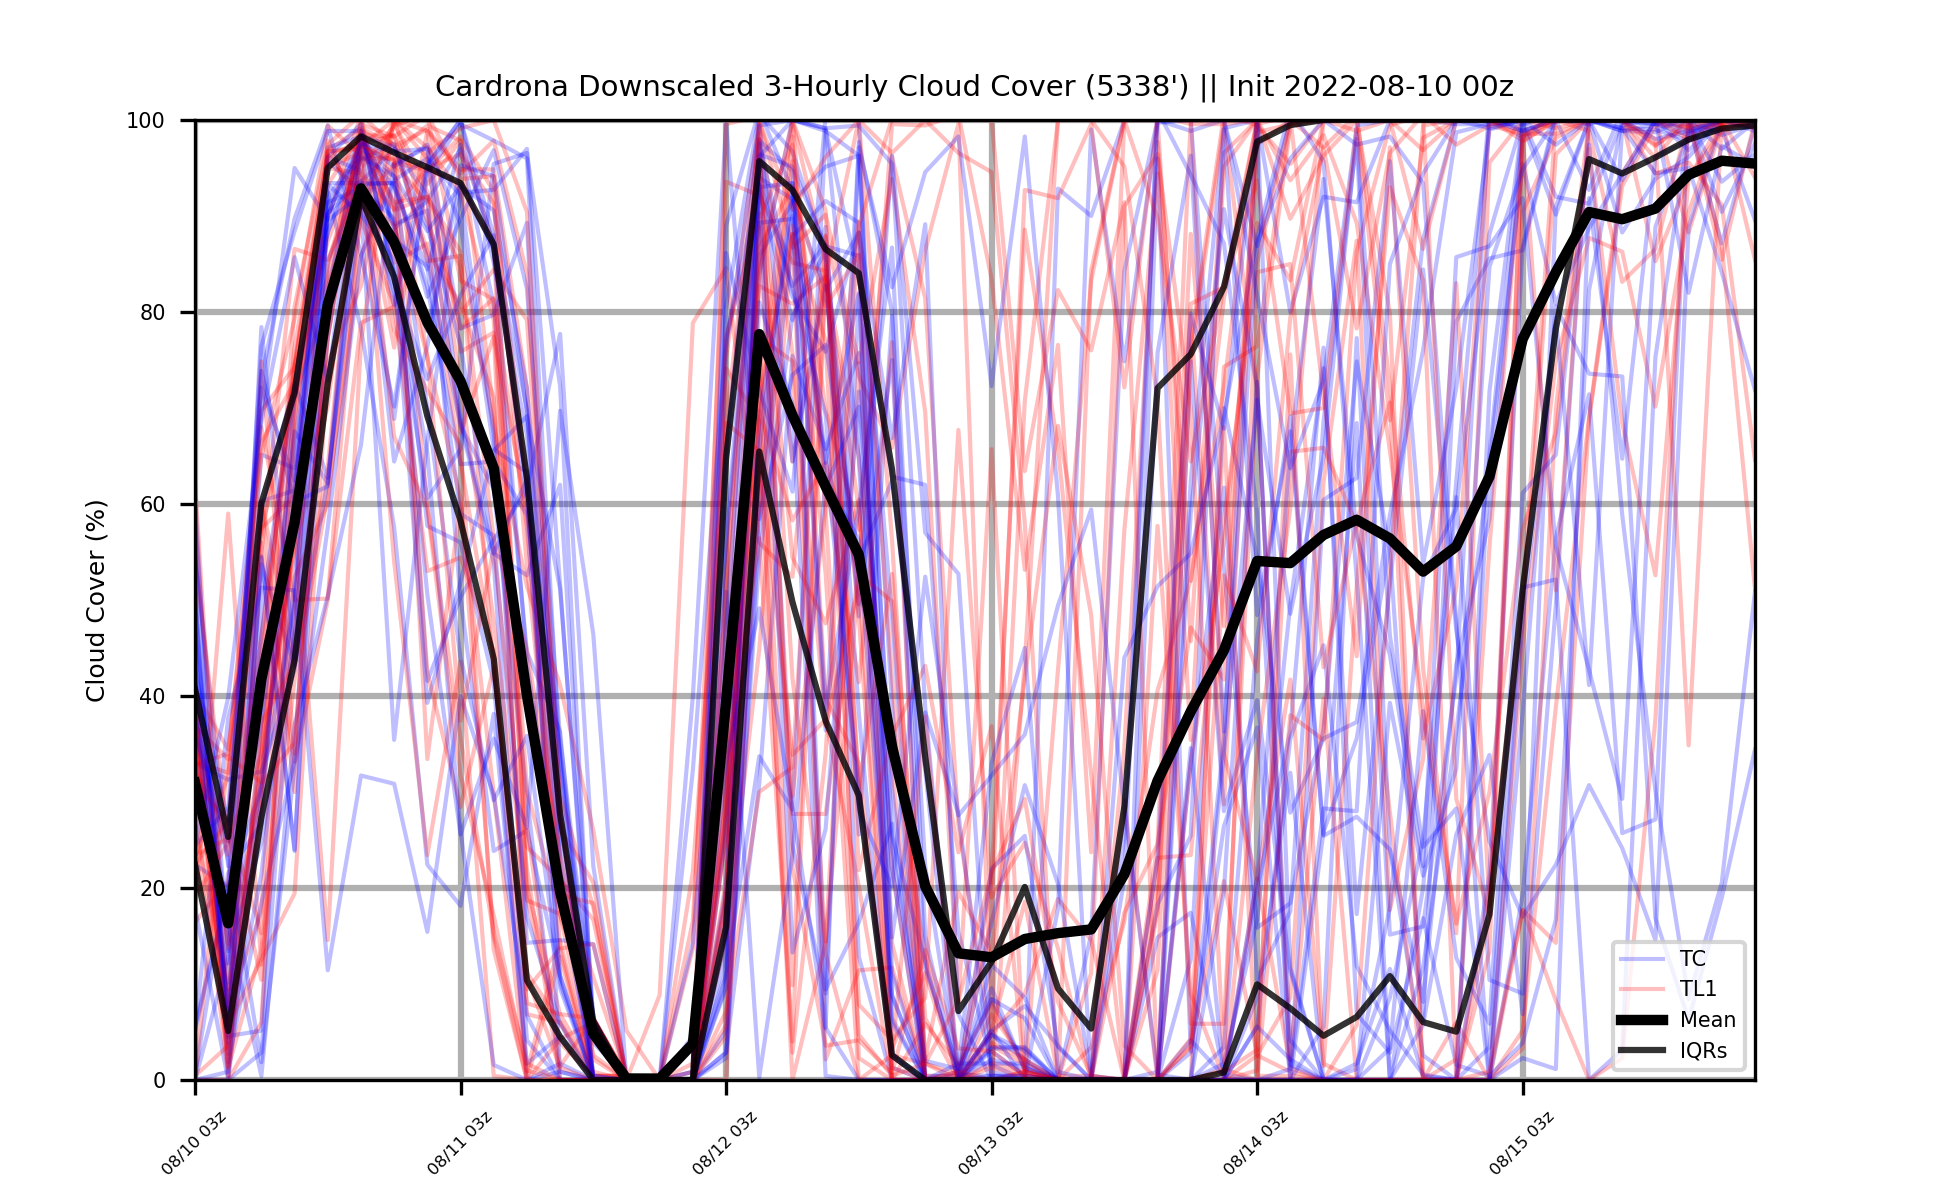 Cardrona Downscaled 3-Hourly Cloud Cover (5338') || Init 2022-08-10 00z
100
80
60
40
20
0
Cloud Cover (%)
TC
TL1
Mean
IQRs
08/10 03z
08/11 03z
08/12 03z
08/13 03z
08/14 03z
08/15 03z